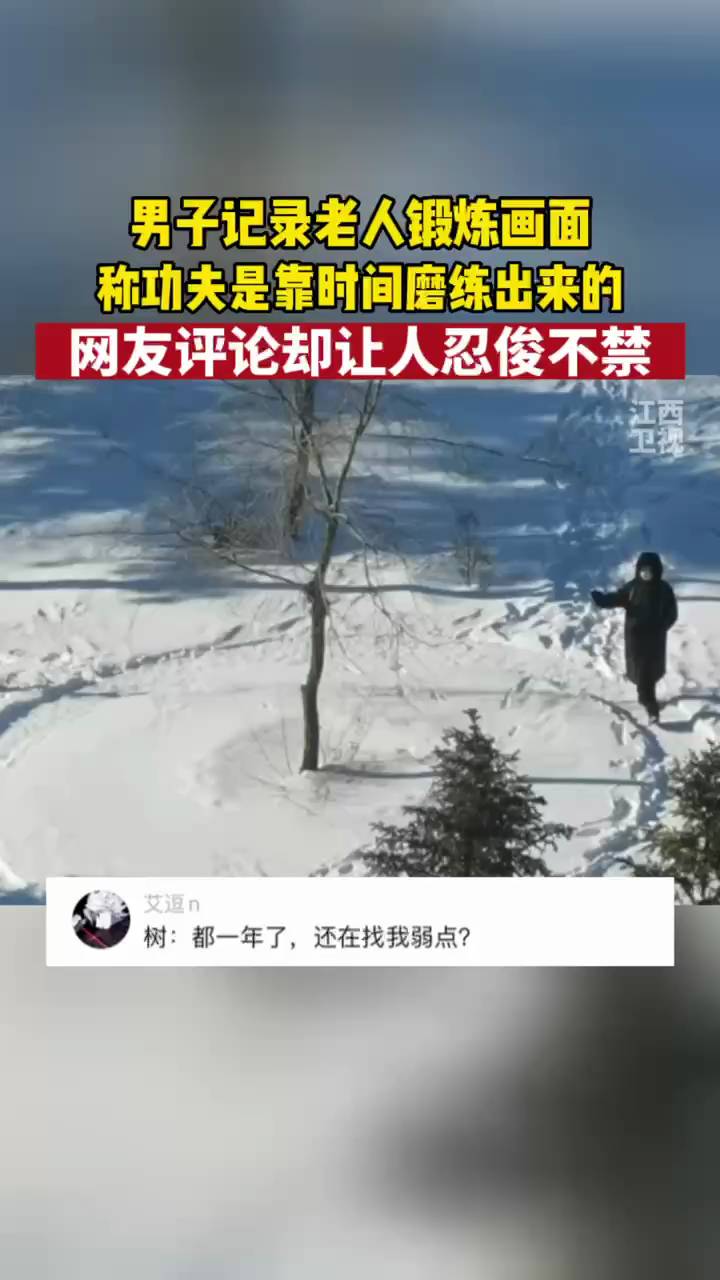 男子记录老人锻炼画面
称功夫是靠时间磨练出来的
网友评论却让人忍俊不禁
江西
卫视
艾逗n
树：都一年了，还在找我弱点？